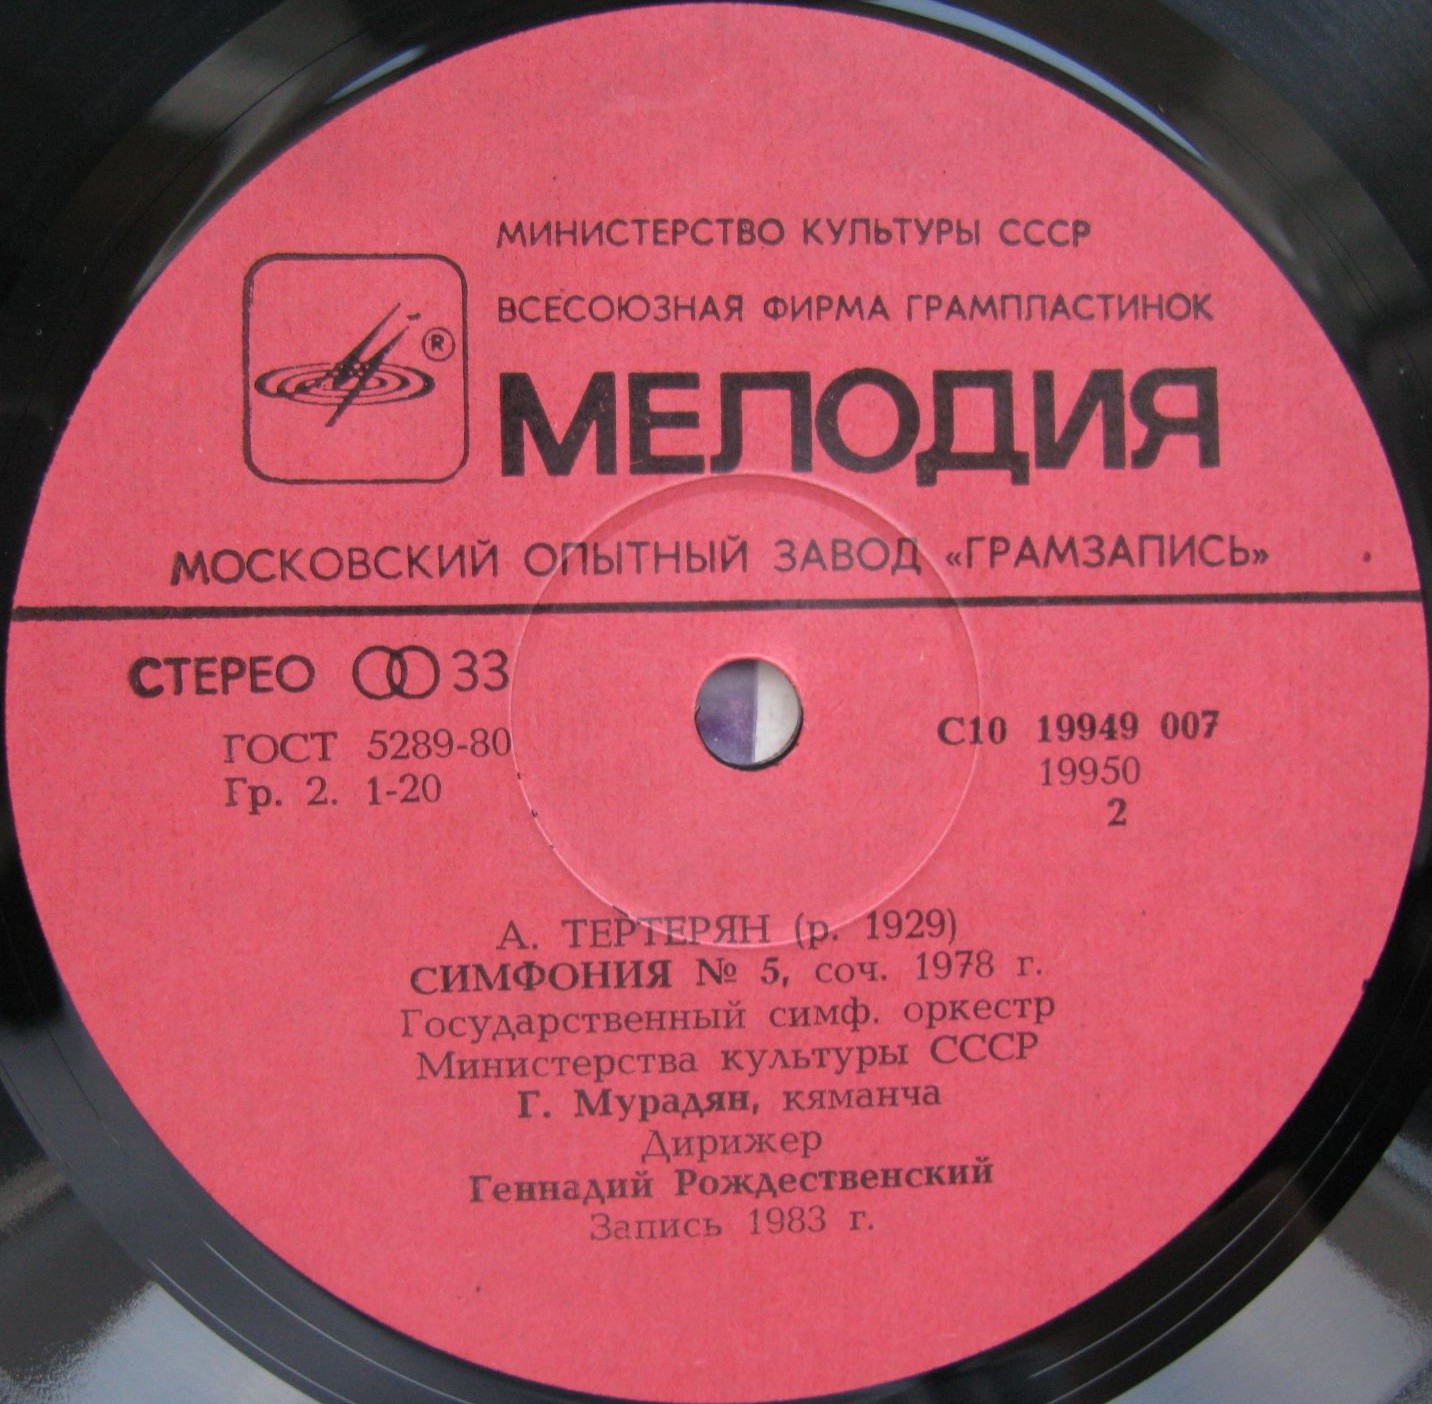 МИНИСТЕРСТВО КУЛЬТУРЫ СССР
ВСЕСОЮЗНАЯ ФИРМА ГРАМПЛАСТИНОК
®
МЕЛОДИЯ
МОСКОВСКИЙ ОПЫТНЫЙ ЗАВОД «ГРАМЗАПИСЬ»
СТЕРЕО 33
ГОСТ 5289-80
Гр. 2. 1-20
С10 19949 007
19950
2
А. ТЕРТЕРЯН (р. 1929)
СИМФОНИЯ № 5, соч. 1978 г.
Государственный симф. оркестр
Министерства культуры СССР
Г. Мурадян, кяманча
Дирижер
Геннадий Рождественский
Запись 1983 г.